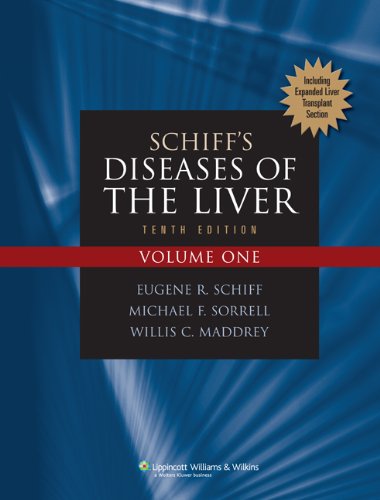 Including
Expanded Liver
Transplant
Section
SCHIFF'S
DISEASES OF
THE LIVER
TENTH EDITION
VOLUME ONE
EUGENE R. SCHIFF
MICHAEL F. SORRELL
WILLIS C. MADDREY
Lippincott Williams & Wilkins
a Wolters Kluwer business